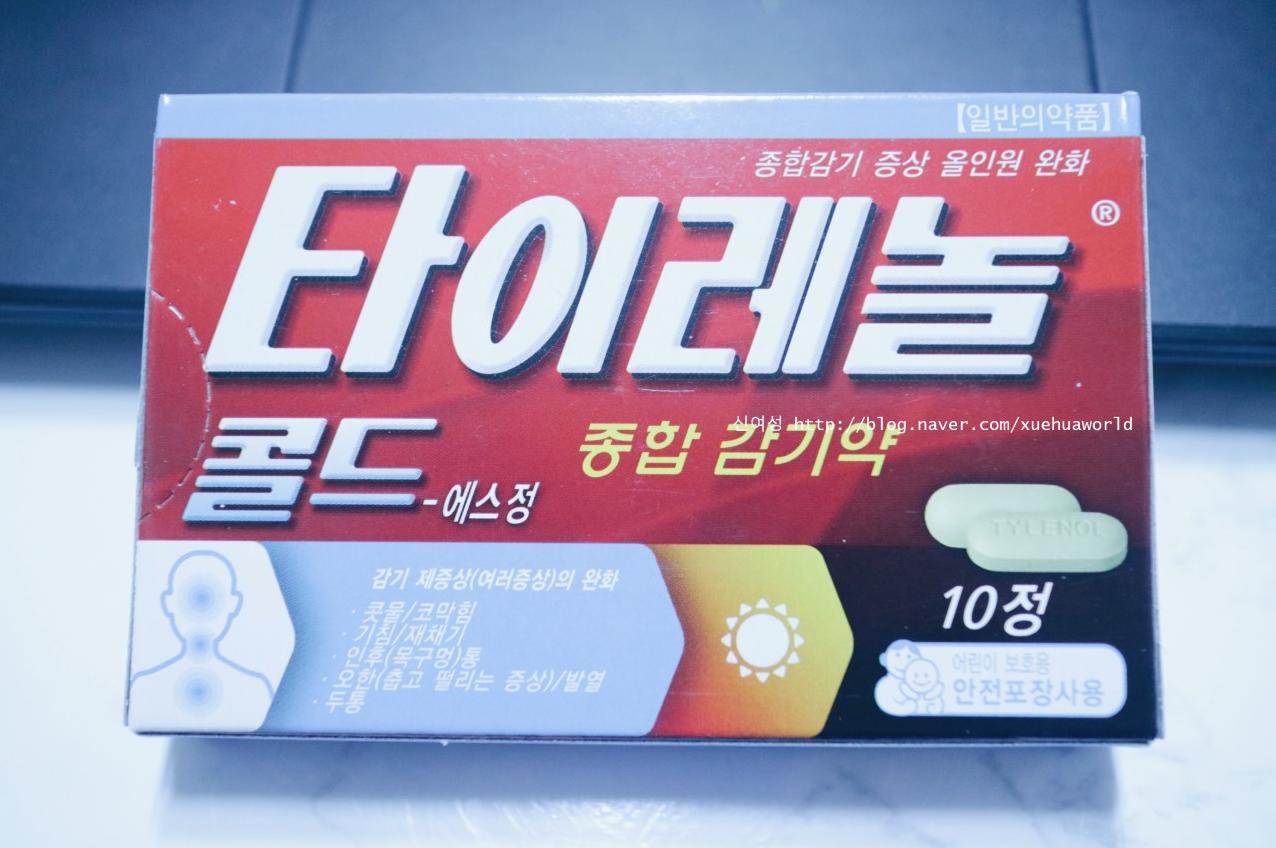 【일반의약품】
종합감기 증상 올인원 완화
타이레놀®
신여성 http://blog.naver.com/xuehuaworld
콜드-에스정
종합 감기약
TYLENOL
감기 제증상(여러증상)의 완화
· 콧물/코막힘
· 기침/재채기
· 인후(목구멍)통
· 오한(춥고 떨리는 증상)/발열
· 두통
10정
어린이 보호용
안전포장사용